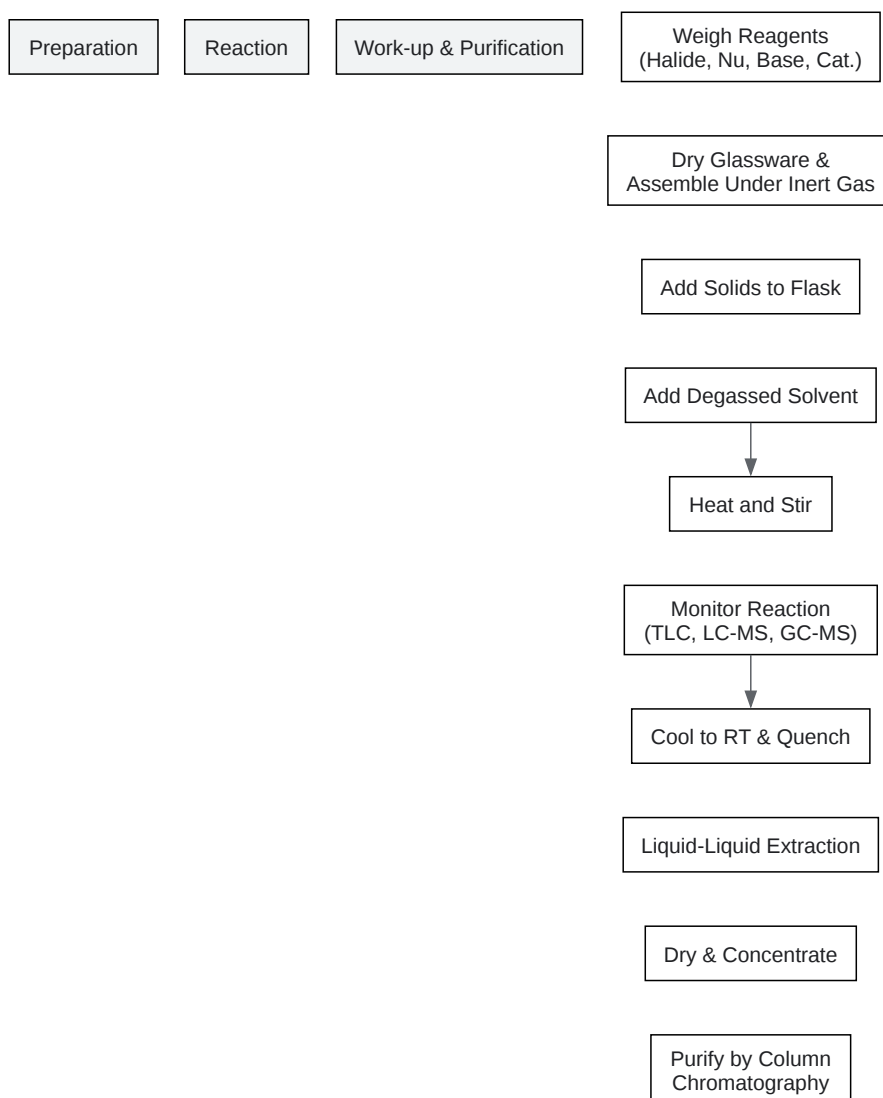 Preparation
Reaction
Work-up & Purification
Weigh Reagents
(Halide, Nu, Base, Cat.)
Dry Glassware &
Assemble Under Inert Gas
Add Solids to Flask
Add Degassed Solvent
Heat and Stir
Monitor Reaction
(TLC, LC-MS, GC-MS)
Cool to RT & Quench
Liquid-Liquid Extraction
Dry & Concentrate
Purify by Column
Chromatography